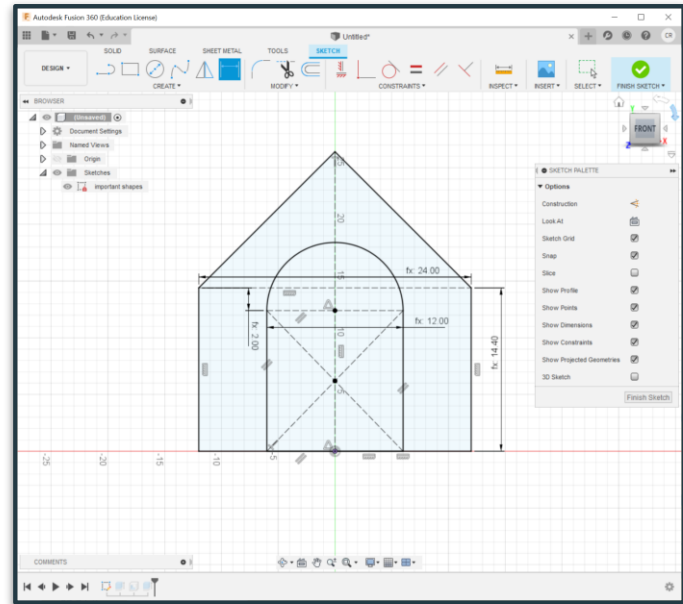 Autodesk Fusion 360 (Education License)
Untitled*
CR
SOLID SURFACE SHEET METAL TOOLS SKETCH
DESIGN
CREATE MODIFY CONSTRAINTS INSPECT INSERT SELECT FINISH SKETCH
BROWSER
(Unsaved)
Document Settings
Named Views
Origin
Sketches
important shapes
Y
FRONT
X
Z
SKETCH PALETTE
Options
Construction
Look At
Sketch Grid
Snap
Slice
Show Profile
Show Points
Show Dimensions
Show Constraints
Show Projected Geometries
3D Sketch
Finish Sketch
25
20
fx: 24.00
15
fx: 2.00
10
fx: 12.00
fx: 14.40
5
-25 -20 -15 -10 -5
COMMENTS